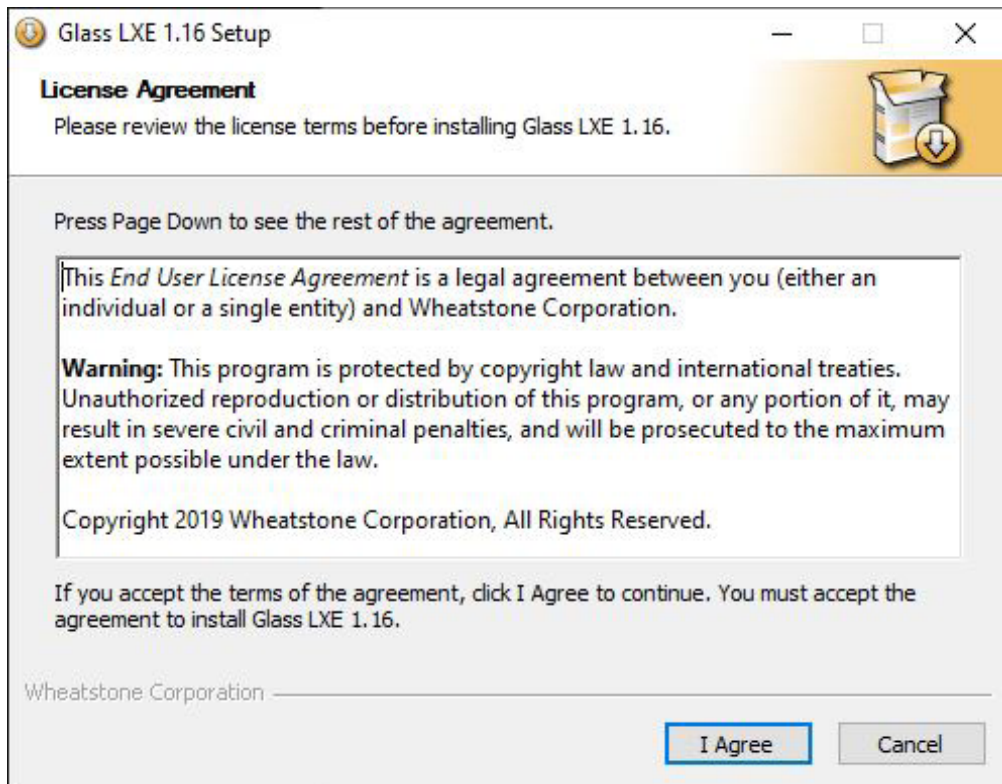 Glass LXE 1.16 Setup
License Agreement
Please review the license terms before installing Glass LXE 1.16.
Press Page Down to see the rest of the agreement.
This End User License Agreement is a legal agreement between you (either an
individual or a single entity) and Wheatstone Corporation.
Warning: This program is protected by copyright law and international treaties.
Unauthorized reproduction or distribution of this program, or any portion of it, may
result in severe civil and criminal penalties, and will be prosecuted to the maximum
extent possible under the law.
Copyright 2019 Wheatstone Corporation, All Rights Reserved.
If you accept the terms of the agreement, click I Agree to continue. You must accept the
agreement to install Glass LXE 1.16.
Wheatstone Corporation
I Agree
Cancel